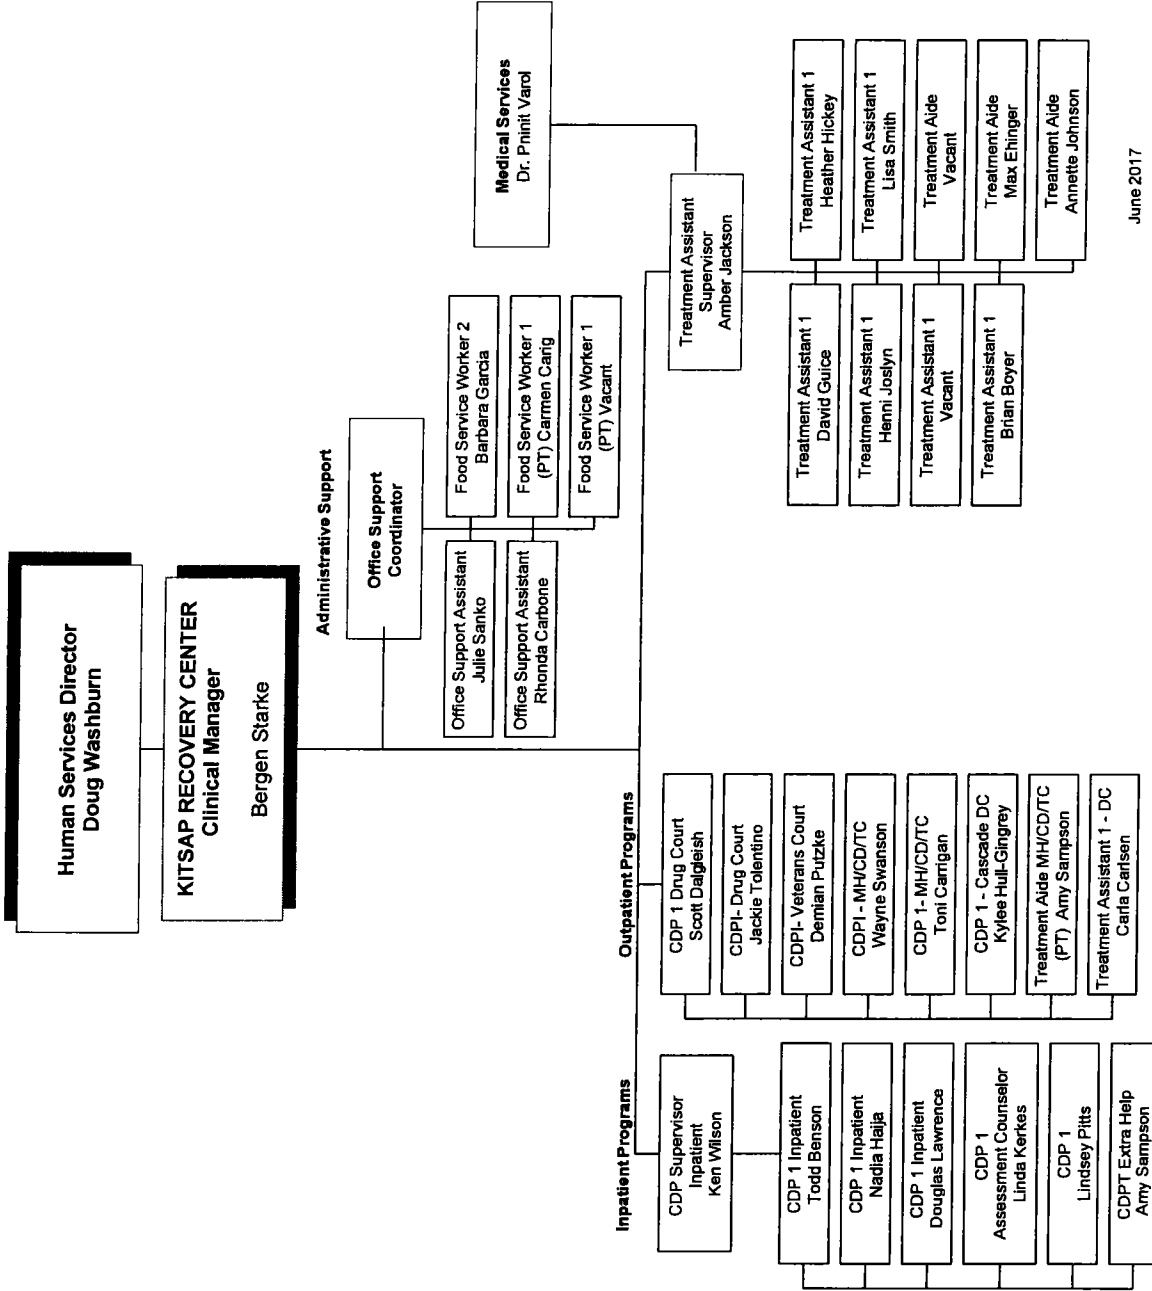 Human Services Director
Doug Washburn
KITSAP RECOVERY CENTER
Clinical Manager
Bergen Starke
Administrative Support
Office Support
Coordinator
Office Support Assistant
Julie Sanko
Food Service Worker 2
Barbara Garcia
Office Support Assistant
Rhonda Carbone
Food Service Worker 1
(PT) Carmen Carig
Food Service Worker 1
(PT) Vacant
Medical Services
Dr. Pninit Varol
Inpatient Programs
CDP Supervisor
Inpatient
Ken Wilson
CDP 1 Inpatient
Todd Benson
CDP 1 Inpatient
Nadia Haija
CDP 1 Inpatient
Douglas Lawrence
CDP 1
Assessment Counselor
Linda Kerkes
CDP 1
Lindsey Pitts
CDPT Extra Help
Amy Sampson
Outpatient Programs
CDP 1 Drug Court
Scott Dalgleish
CDPI- Drug Court
Jackie Tolentino
CDPI- Veterans Court
Demian Putzke
CDPI - MH/CD/TC
Wayne Swanson
CDP 1- MH/CD/TC
Toni Carrigan
CDP 1 - Cascade DC
Kylee Hull-Gingrey
Treatment Aide MH/CD/TC
(PT) Amy Sampson
Treatment Assistant 1 - DC
Carla Carlsen
Treatment Assistant
Supervisor
Amber Jackson
Treatment Assistant 1
David Guice
Treatment Assistant 1
Heather Hickey
Treatment Assistant 1
Henni Joslyn
Treatment Assistant 1
Lisa Smith
Treatment Assistant 1
Vacant
Treatment Aide
Vacant
Treatment Assistant 1
Brian Boyer
Treatment Aide
Max Ehinger
Treatment Aide
Annette Johnson
June 2017